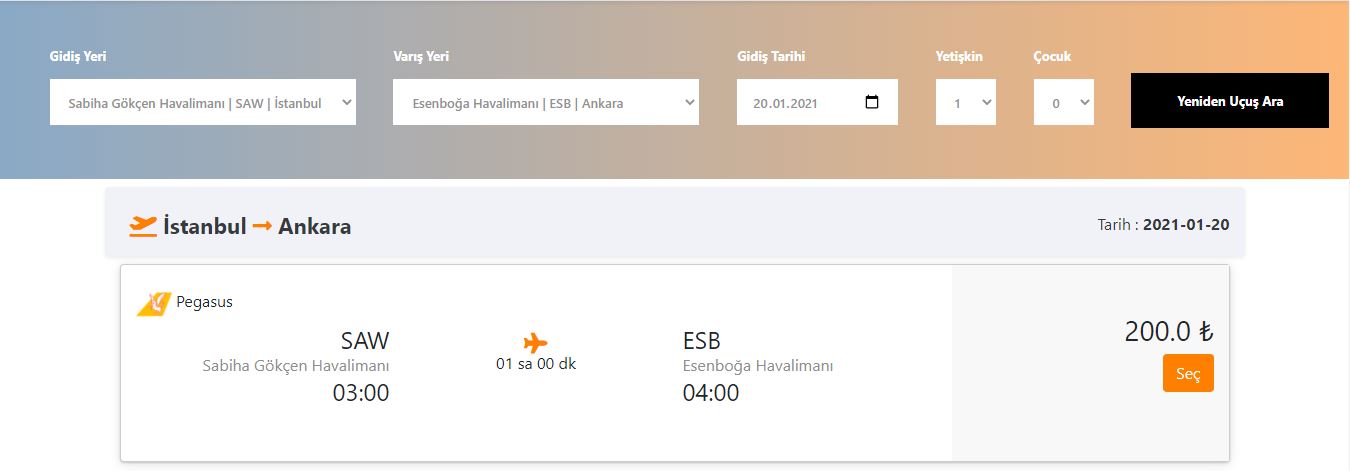 Gidiş Yeri
Varış Yeri
Gidiş Tarihi
Yetişkin
Çocuk
Sabiha Gökçen Havalimanı | SAW | İstanbul
Esenboğa Havalimanı | ESB | Ankara
20.01.2021
1
0
Yeniden Uçuş Ara
İstanbul → Ankara
Tarih : 2021-01-20
Pegasus
SAW
Sabiha Gökçen Havalimanı
03:00
01 sa 00 dk
ESB
Esenboğa Havalimanı
04:00
200.0 ₺
Seç